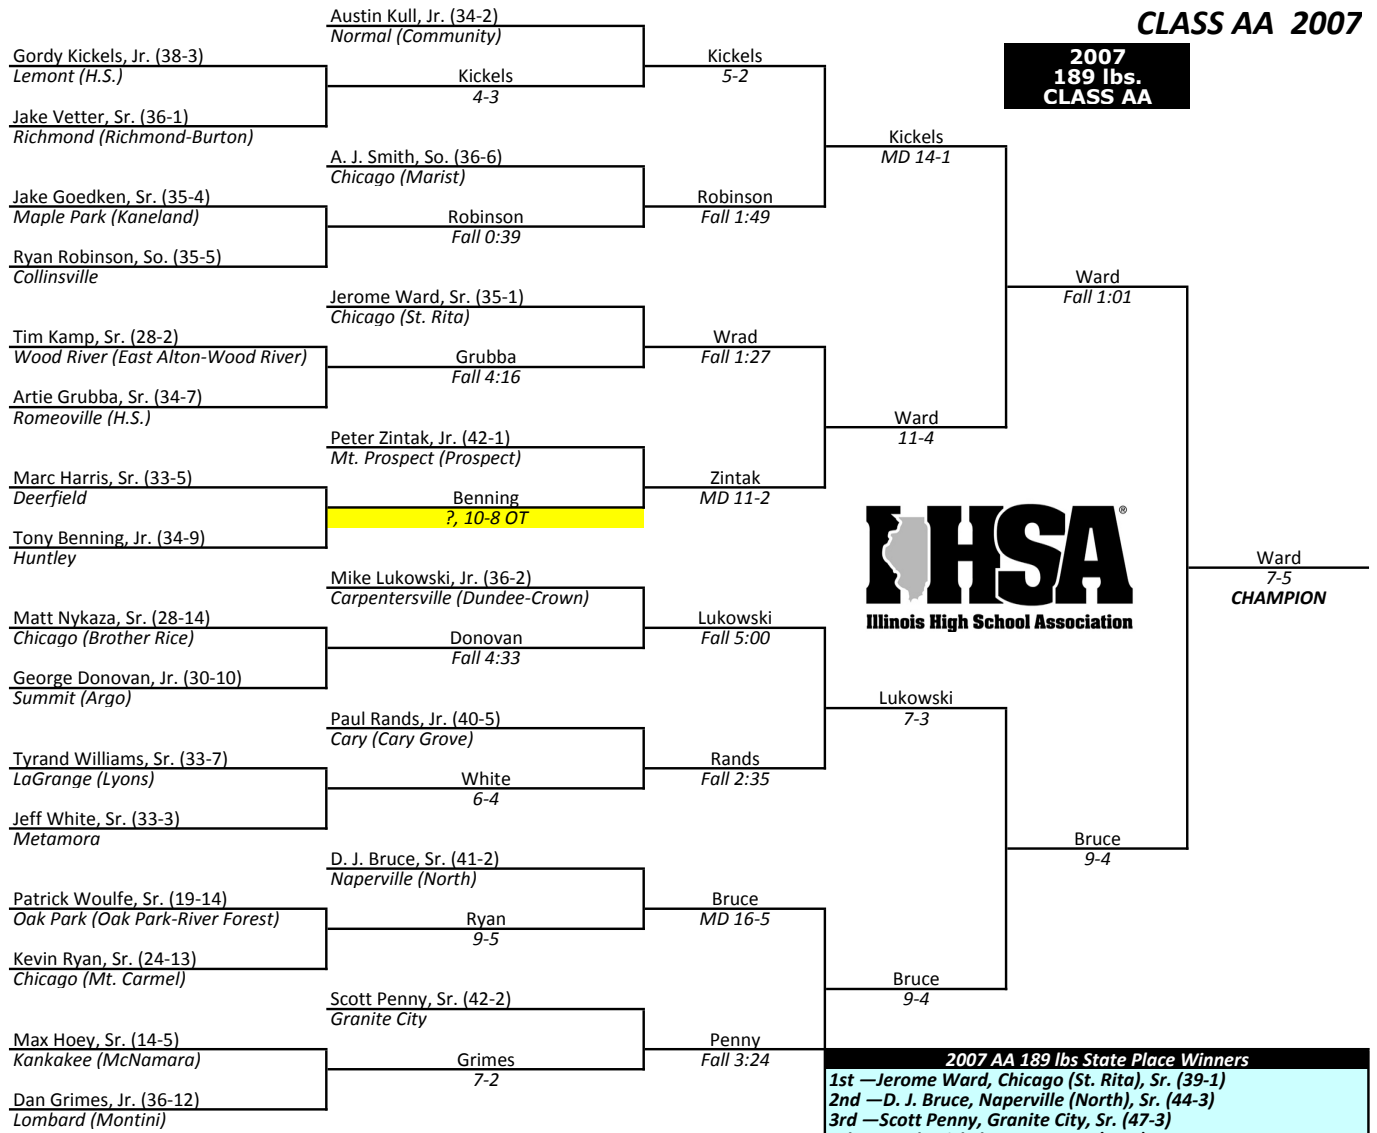 CLASS AA  2007
2007
189 lbs.
CLASS AA
Gordy Kickels, Jr. (38-3)
Lemont (H.S.)
Jake Vetter, Sr. (36-1)
Richmond (Richmond-Burton)
Jake Goedken, Sr. (35-4)
Maple Park (Kaneland)
Ryan Robinson, So. (35-5)
Collinsville
Tim Kamp, Sr. (28-2)
Wood River (East Alton-Wood River)
Artie Grubba, Sr. (34-7)
Romeoville (H.S.)
Marc Harris, Sr. (33-5)
Deerfield
Tony Benning, Jr. (34-9)
Huntley
Matt Nykaza, Sr. (28-14)
Chicago (Brother Rice)
George Donovan, Jr. (30-10)
Summit (Argo)
Tyrand Williams, Sr. (33-7)
LaGrange (Lyons)
Jeff White, Sr. (33-3)
Metamora
Patrick Woulfe, Sr. (19-14)
Oak Park (Oak Park-River Forest)
Kevin Ryan, Sr. (24-13)
Chicago (Mt. Carmel)
Max Hoey, Sr. (14-5)
Kankakee (McNamara)
Dan Grimes, Jr. (36-12)
Lombard (Montini)
Austin Kull, Jr. (34-2)
Normal (Community)
Kickels
4-3
A. J. Smith, So. (36-6)
Chicago (Marist)
Robinson
Fall 0:39
Jerome Ward, Sr. (35-1)
Chicago (St. Rita)
Grubba
Fall 4:16
Peter Zintak, Jr. (42-1)
Mt. Prospect (Prospect)
Benning
?, 10-8 OT
Mike Lukowski, Jr. (36-2)
Carpentersville (Dundee-Crown)
Donovan
Fall 4:33
Paul Rands, Jr. (40-5)
Cary (Cary Grove)
White
6-4
D. J. Bruce, Sr. (41-2)
Naperville (North)
Ryan
9-5
Scott Penny, Sr. (42-2)
Granite City
Grimes
7-2
Kickels
5-2
Robinson
Fall 1:49
Wrad
Fall 1:27
Zintak
MD 11-2
Lukowski
Fall 5:00
Rands
Fall 2:35
Bruce
MD 16-5
Penny
Fall 3:24
Kickels
MD 14-1
Ward
11-4
Lukowski
7-3
Bruce
9-4
Ward
Fall 1:01
Bruce
9-4
Ward
7-5
CHAMPION
IHSA®
Illinois High School Association
2007 AA 189 lbs State Place Winners
1st —Jerome Ward, Chicago (St. Rita), Sr. (39-1)
2nd —D. J. Bruce, Naperville (North), Sr. (44-3)
3rd —Scott Penny, Granite City, Sr. (47-3)